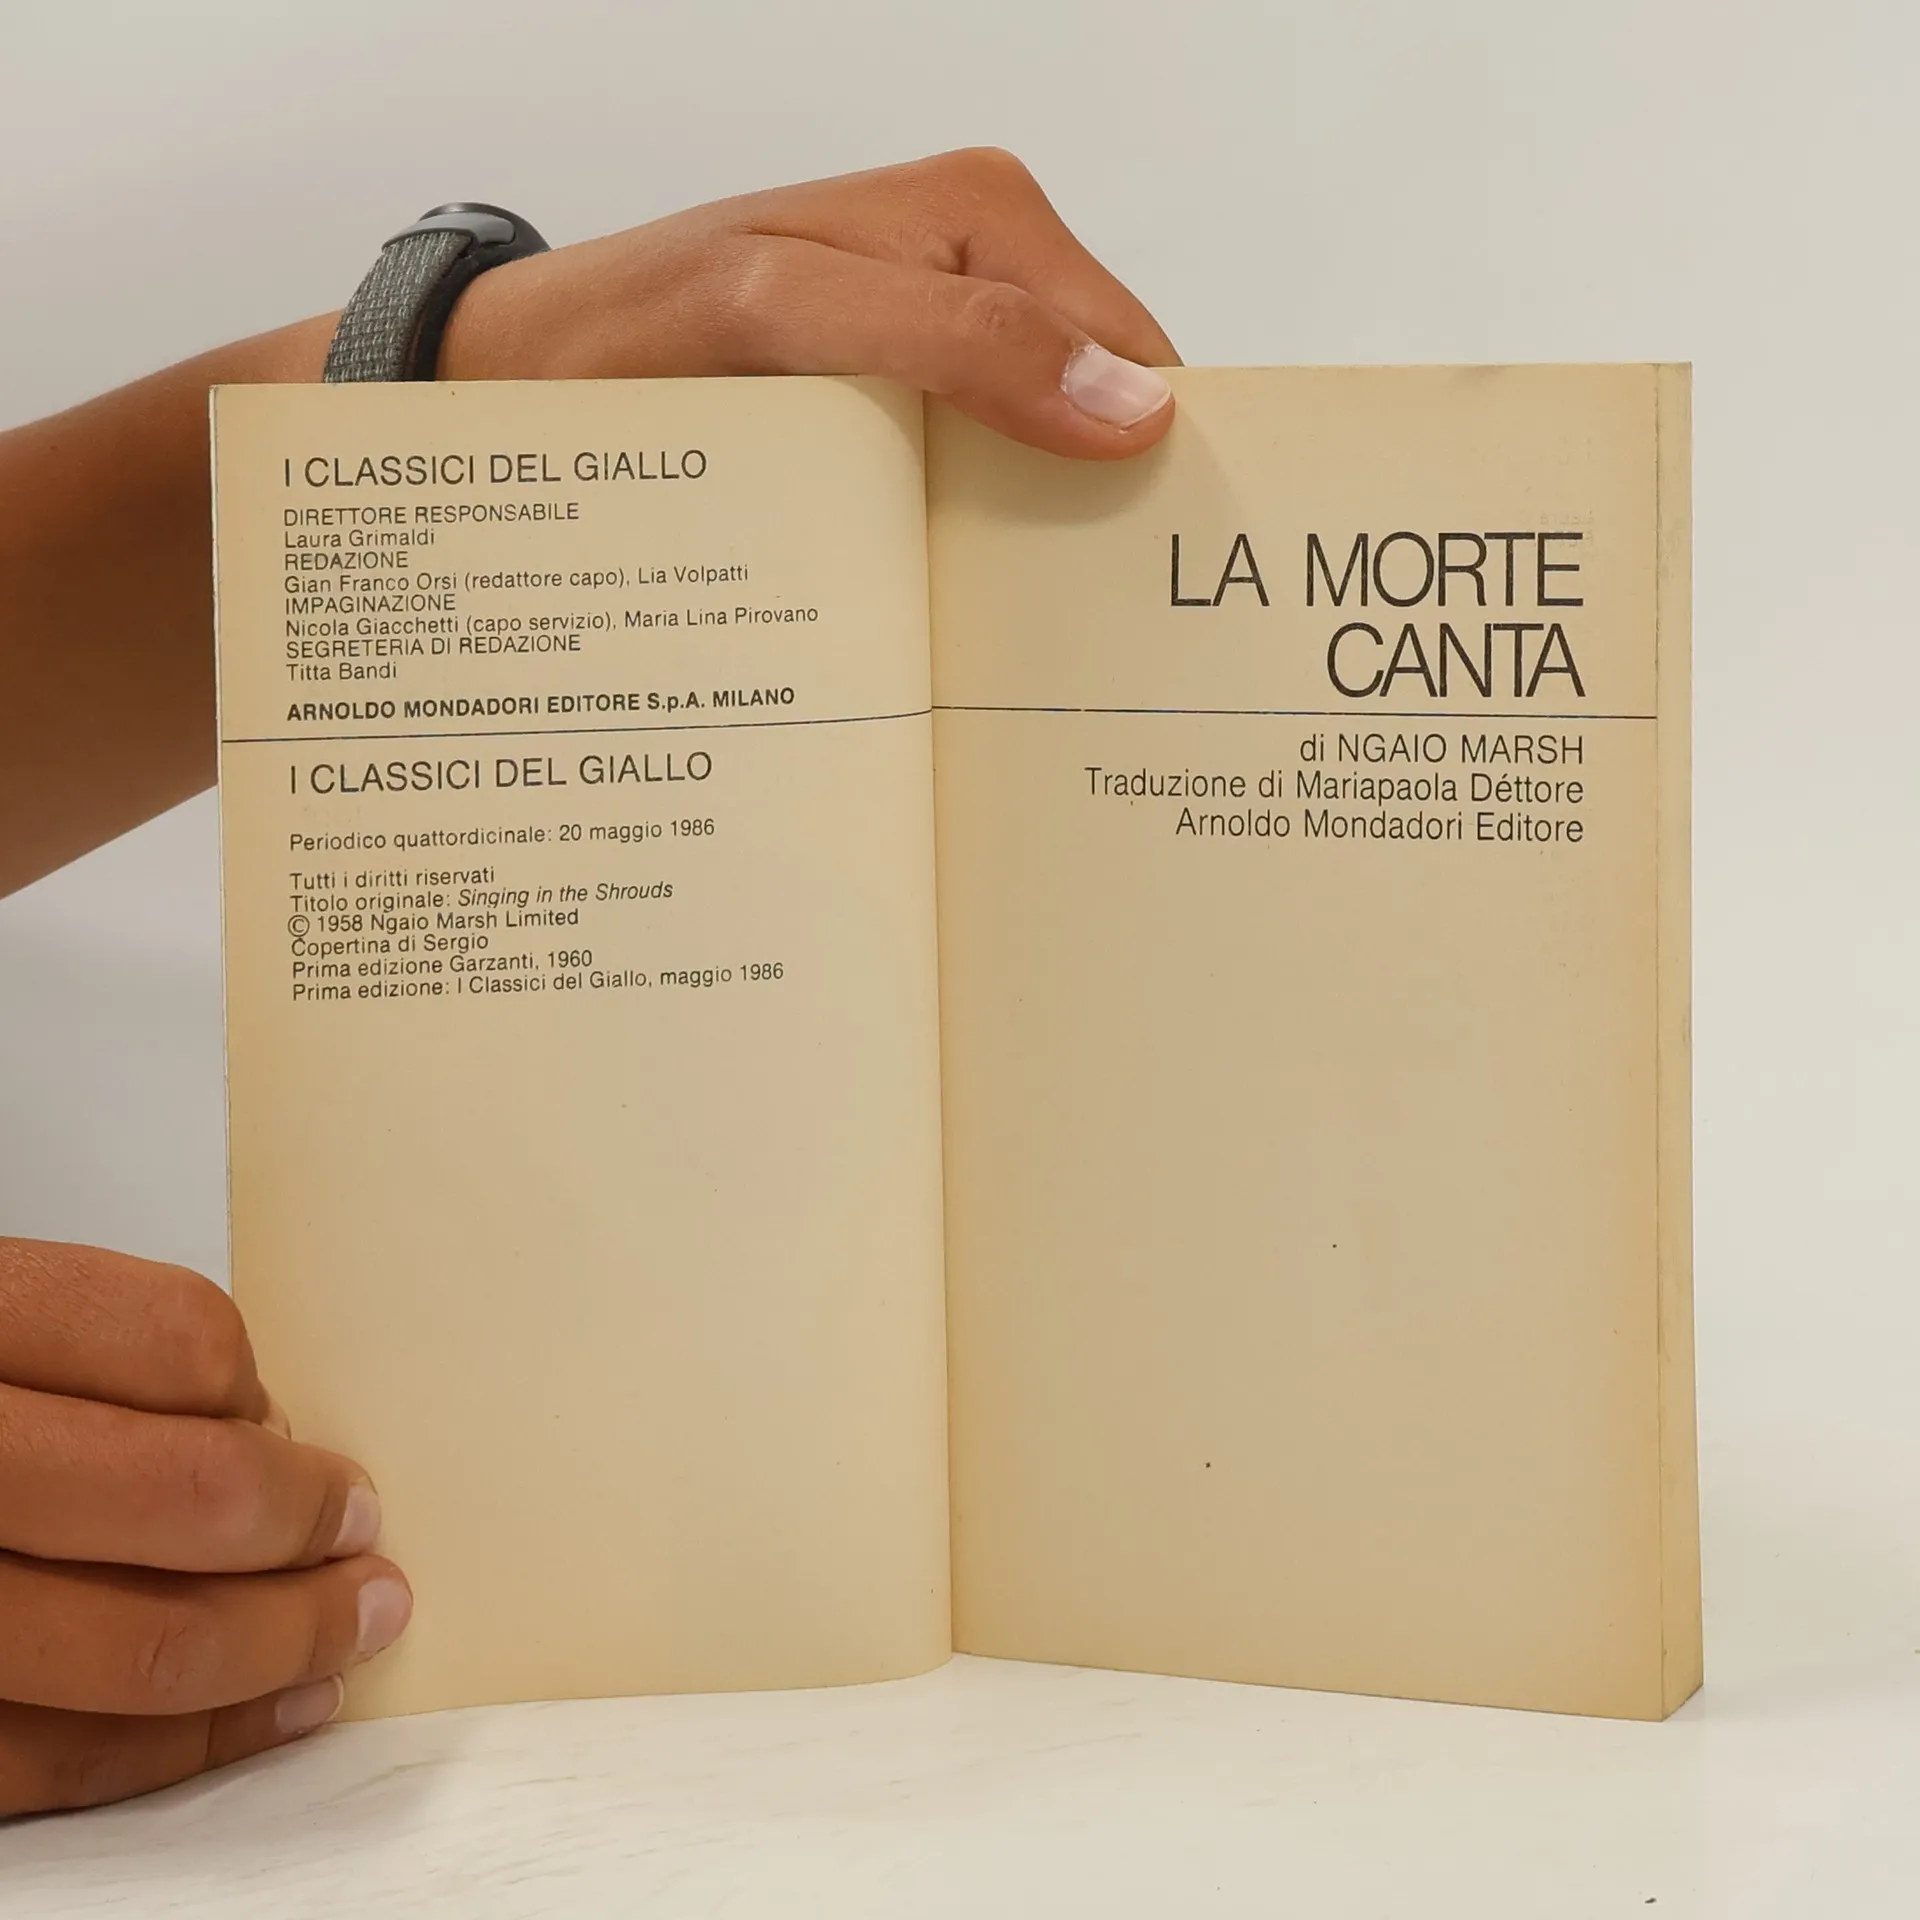 I CLASSICI DEL GIALLO
DIRETTORE RESPONSABILE
Laura Grimaldi
REDAZIONE
Gian Franco Orsi (redattore capo), Lia Volpatti
IMPAGINAZIONE
Nicola Giacchetti (capo servizio), Maria Lina Pirovano
SEGRETERIA DI REDAZIONE
Titta Bandi
ARNOLDO MONDADORI EDITORE S.p.A. MILANO
I CLASSICI DEL GIALLO
Periodico quattordicinale: 20 maggio 1986
Tutti i diritti riservati
Titolo originale: Singing in the Shrouds
© 1958 Ngaio Marsh Limited
Copertina di Sergio
Prima edizione Garzanti, 1960
Prima edizione: I Classici del Giallo, maggio 1986
LA MORTE
CANTA
di NGAIO MARSH
Traduzione di Mariapaola Déttore
Arnoldo Mondadori Editore